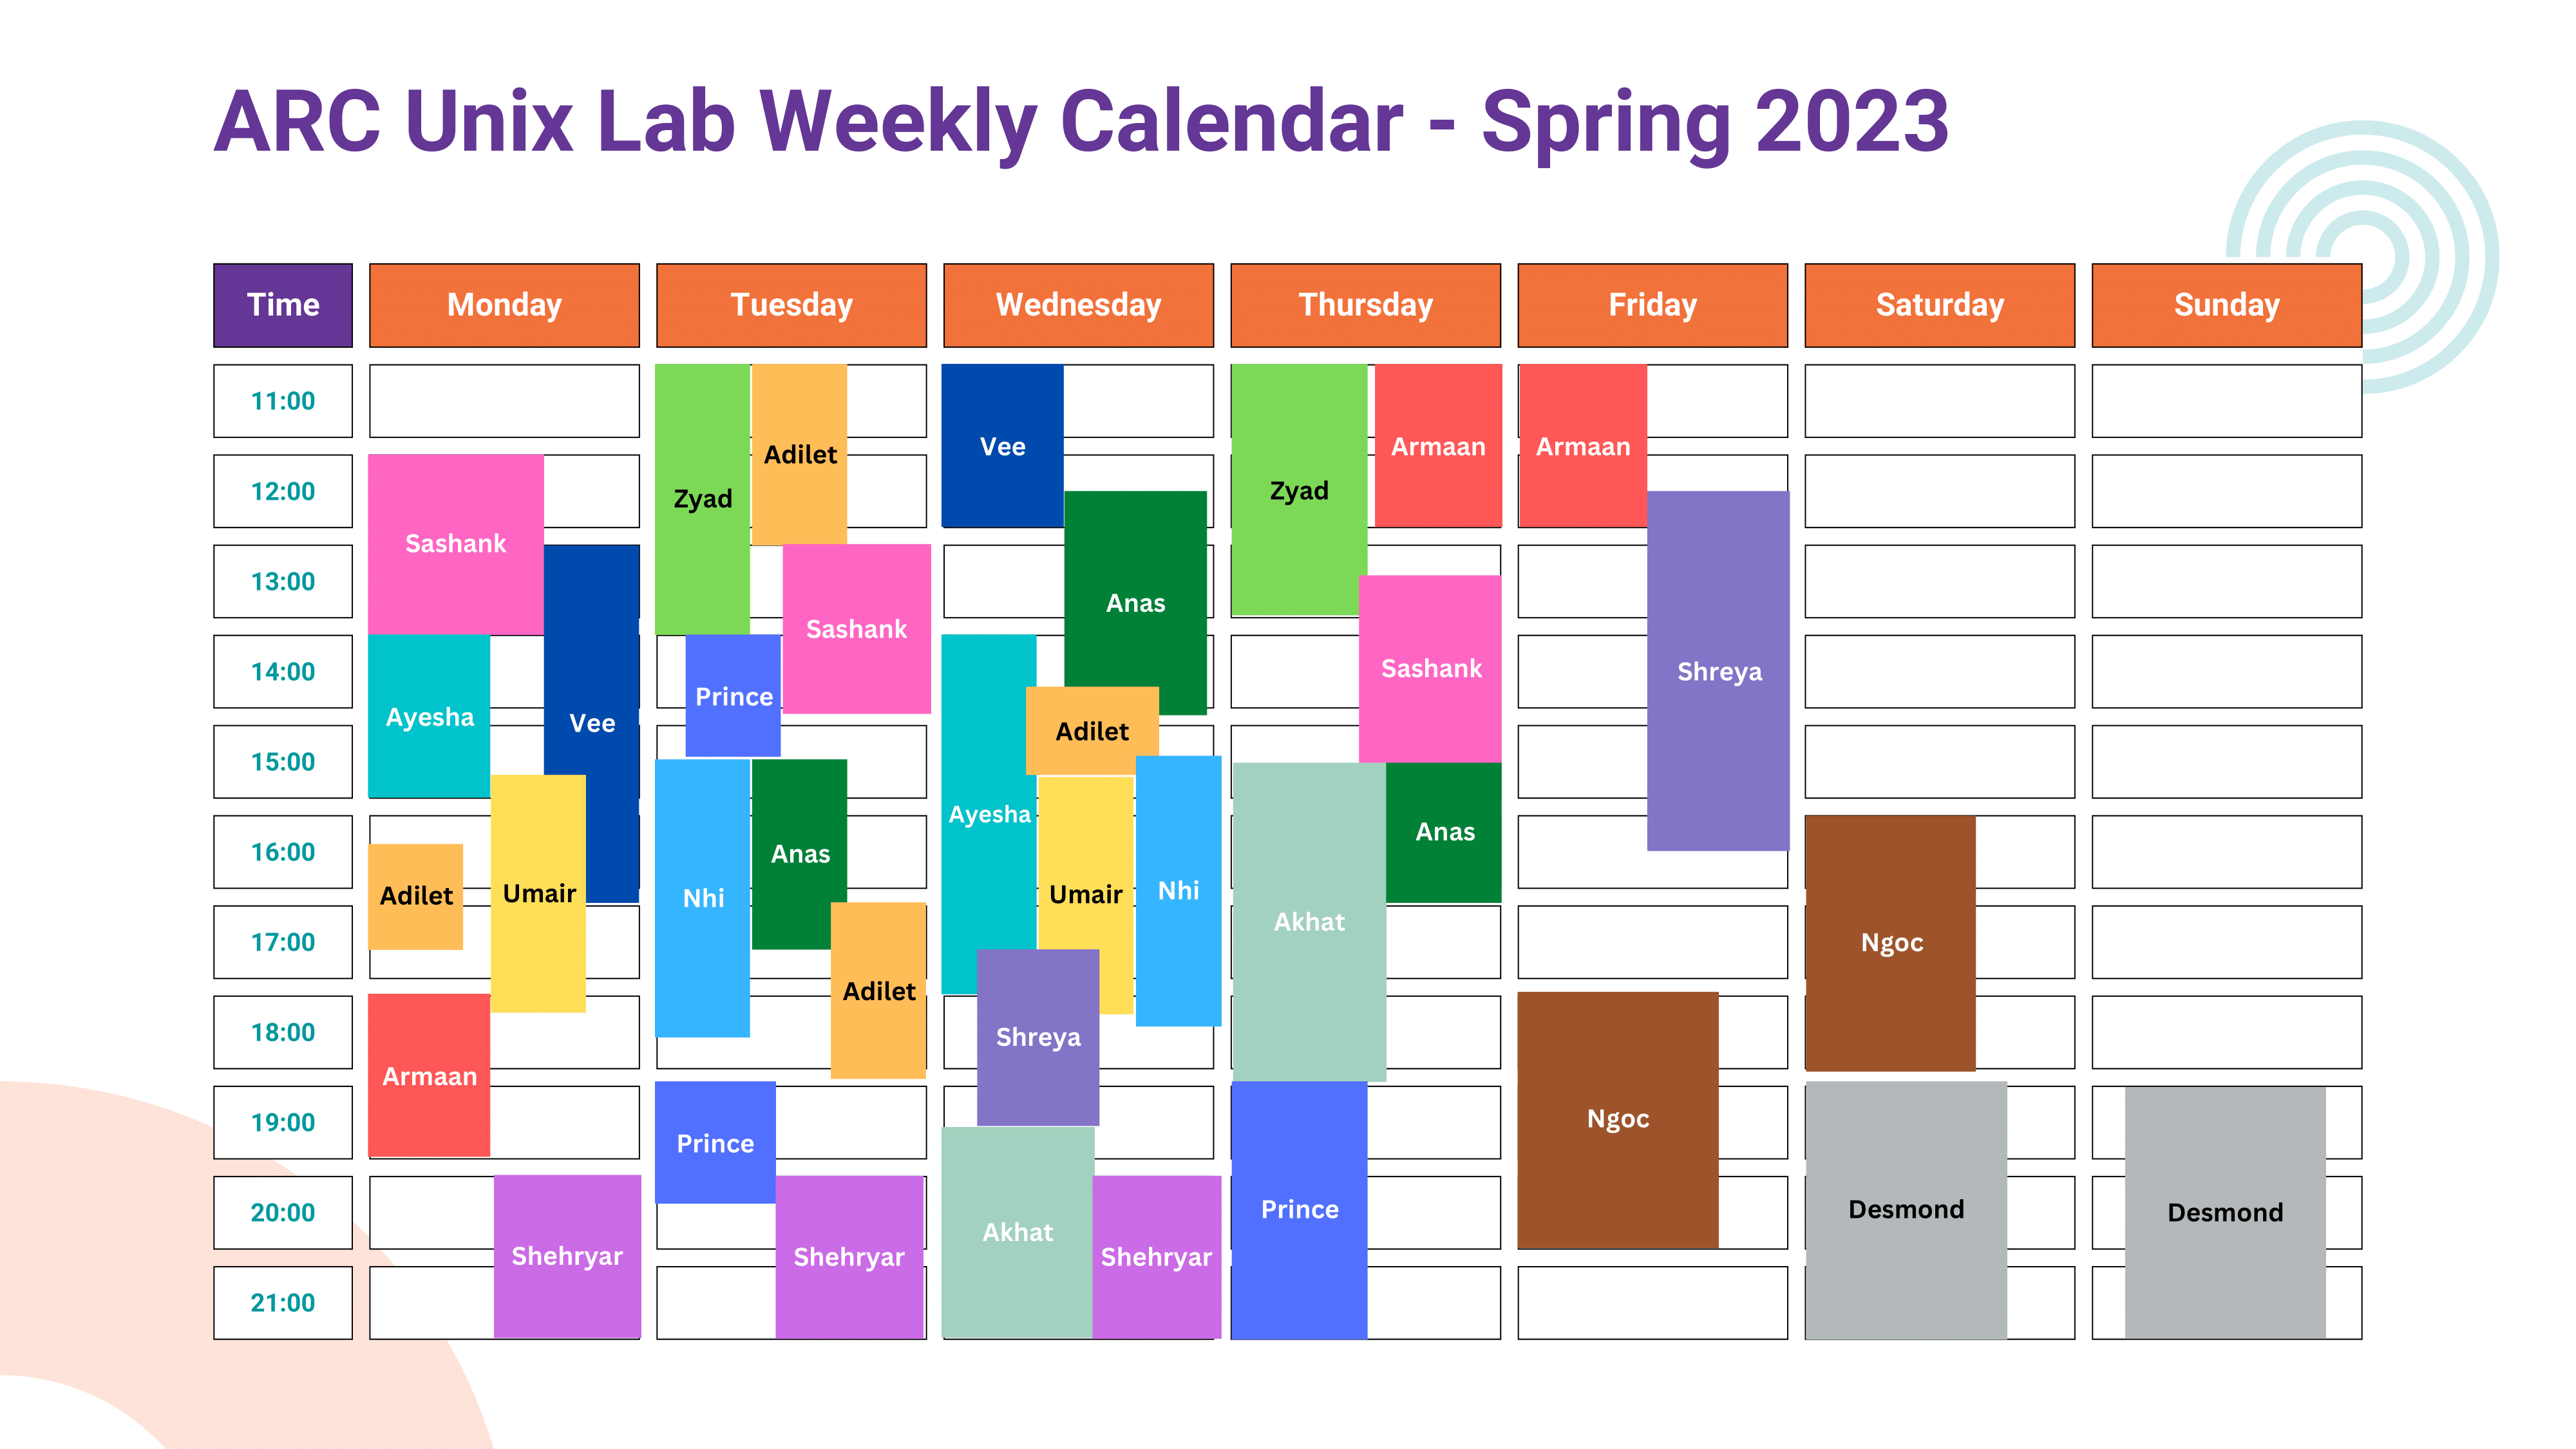 ARC Unix Lab Weekly Calendar - Spring 2023
Time Monday Tuesday Wednesday Thursday Friday Saturday Sunday
11:00
Vee Armaan Armaan
Adilet
12:00
Zyad Zyad
Sashank
13:00
Anas
Sashank
14:00
Sashank Shreya
Prince
Ayesha Vee
Adilet
15:00
Ayesha
Anas
16:00
Anas
Adilet Umair Nhi Umair Nhi
Akhat
17:00 Ngoc
Adilet
18:00
Shreya
Armaan
19:00 Ngoc
Prince
20:00 Prince Desmond Desmond
Akhat
Shehryar Shehryar Shehryar
21:00